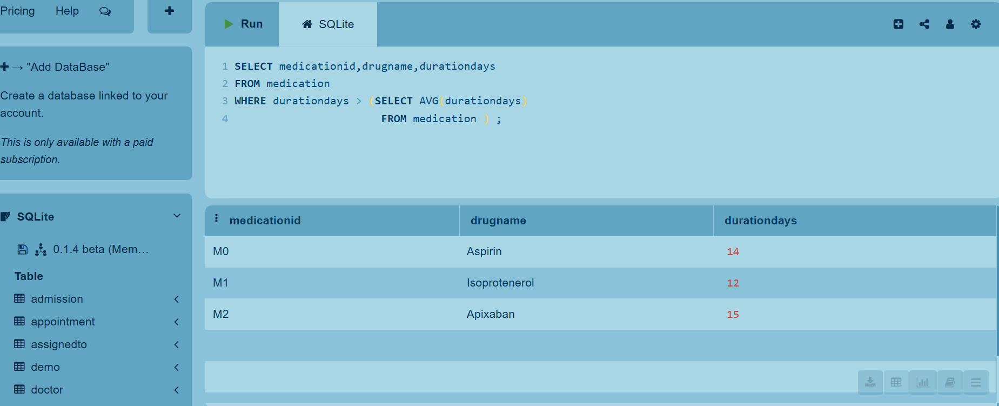 Pricing Help
Run SQLite
→ "Add DataBase"
Create a database linked to your
account.
This is only available with a paid
subscription.
1 SELECT medicationid,drugname,durationdays
2 FROM medication
3 WHERE durationdays > (SELECT AVG(durationdays)
4 FROM medication ) ;
SQLite
0.1.4 beta (Mem…
Table
admission
appointment
assignedto
demo
doctor
medicationid drugname durationdays
M0 Aspirin 14
M1 Isoprotenerol 12
M2 Apixaban 15